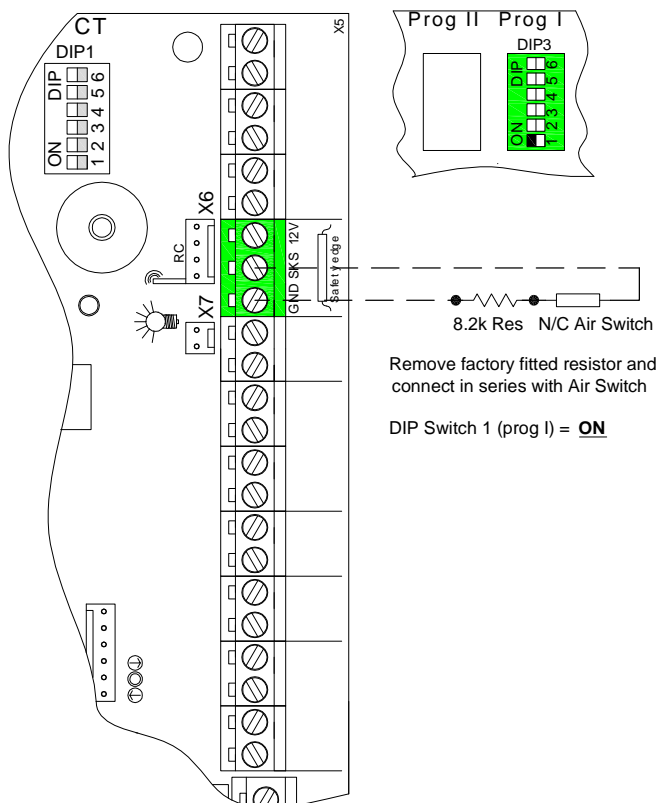 CT
DIP1
DIP
ON
1 2 3 4 5 6
X5
X6
RC
12V
SKS
GND
Safety edge
X7
Prog II Prog I
DIP3
DIP
ON
1 2 3 4 5 6
8.2k Res N/C Air Switch
Remove factory fitted resistor and
connect in series with Air Switch
DIP Switch 1 (prog I) = ON